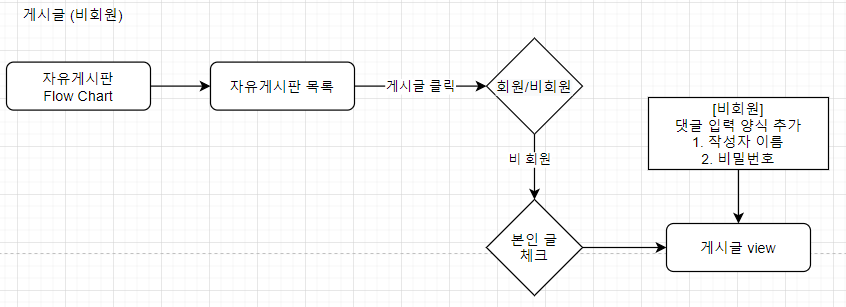 게시글 (비회원)
자유게시판
Flow Chart
자유게시판 목록
게시글 클릭
회원/비회원
비 회원
본인 글
체크
[비회원]
댓글 입력 양식 추가
1. 작성자 이름
2. 비밀번호
게시글 view